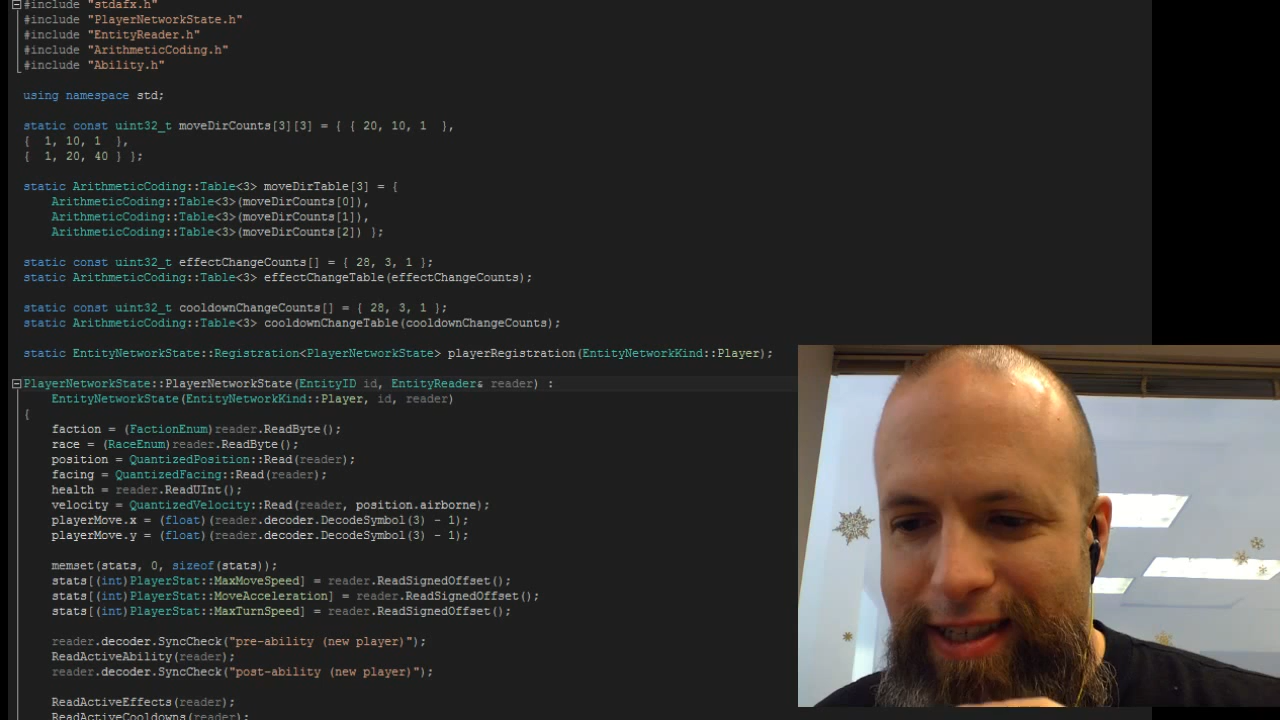 #include "stdafx.h"
#include "PlayerNetworkState.h"
#include "EntityReader.h"
#include "ArithmeticCoding.h"
#include "Ability.h"
using namespace std;
static const uint32_t moveDirCounts[3][3] = { { 20, 10, 1  },
{  1, 10, 1  },
{  1, 20, 40 } };
static ArithmeticCoding::Table<3> moveDirTable[3] = {
    ArithmeticCoding::Table<3>(moveDirCounts[0]),
    ArithmeticCoding::Table<3>(moveDirCounts[1]),
    ArithmeticCoding::Table<3>(moveDirCounts[2]) };
static const uint32_t effectChangeCounts[] = { 28, 3, 1 };
static ArithmeticCoding::Table<3> effectChangeTable(effectChangeCounts);
static const uint32_t cooldownChangeCounts[] = { 28, 3, 1 };
static ArithmeticCoding::Table<3> cooldownChangeTable(cooldownChangeCounts);
static EntityNetworkState::Registration<PlayerNetworkState> playerRegistration(EntityNetworkKind::Player);
PlayerNetworkState::PlayerNetworkState(EntityID id, EntityReader& reader) :
    EntityNetworkState(EntityNetworkKind::Player, id, reader)
{
    faction = (FactionEnum)reader.ReadByte();
    race = (RaceEnum)reader.ReadByte();
    position = QuantizedPosition::Read(reader);
    facing = QuantizedFacing::Read(reader);
    health = reader.ReadUInt();
    velocity = QuantizedVelocity::Read(reader, position.airborne);
    playerMove.x = (float)(reader.decoder.DecodeSymbol(3) - 1);
    playerMove.y = (float)(reader.decoder.DecodeSymbol(3) - 1);
    memset(stats, 0, sizeof(stats));
    stats[(int)PlayerStat::MaxMoveSpeed] = reader.ReadSignedOffset();
    stats[(int)PlayerStat::MoveAcceleration] = reader.ReadSignedOffset();
    stats[(int)PlayerStat::MaxTurnSpeed] = reader.ReadSignedOffset();
    reader.decoder.SyncCheck("pre-ability (new player)");
    ReadActiveAbility(reader);
    reader.decoder.SyncCheck("post-ability (new player)");
    ReadActiveEffects(reader);
    ReadActiveCooldowns(reader);